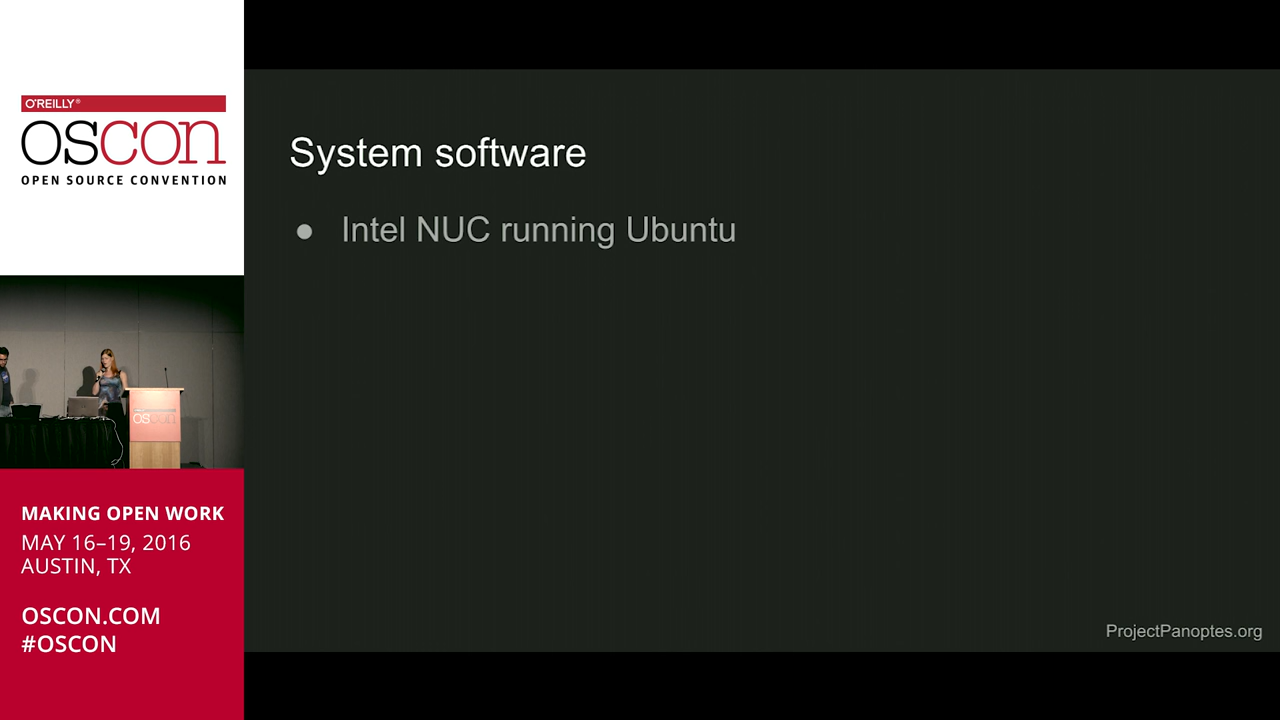 O'REILLY®
OSCON
OPEN SOURCE CONVENTION
System software
● Intel NUC running Ubuntu
OSCON
MAKING OPEN WORK
MAY 16–19, 2016
AUSTIN, TX
OSCON.COM
#OSCON
ProjectPanoptes.org